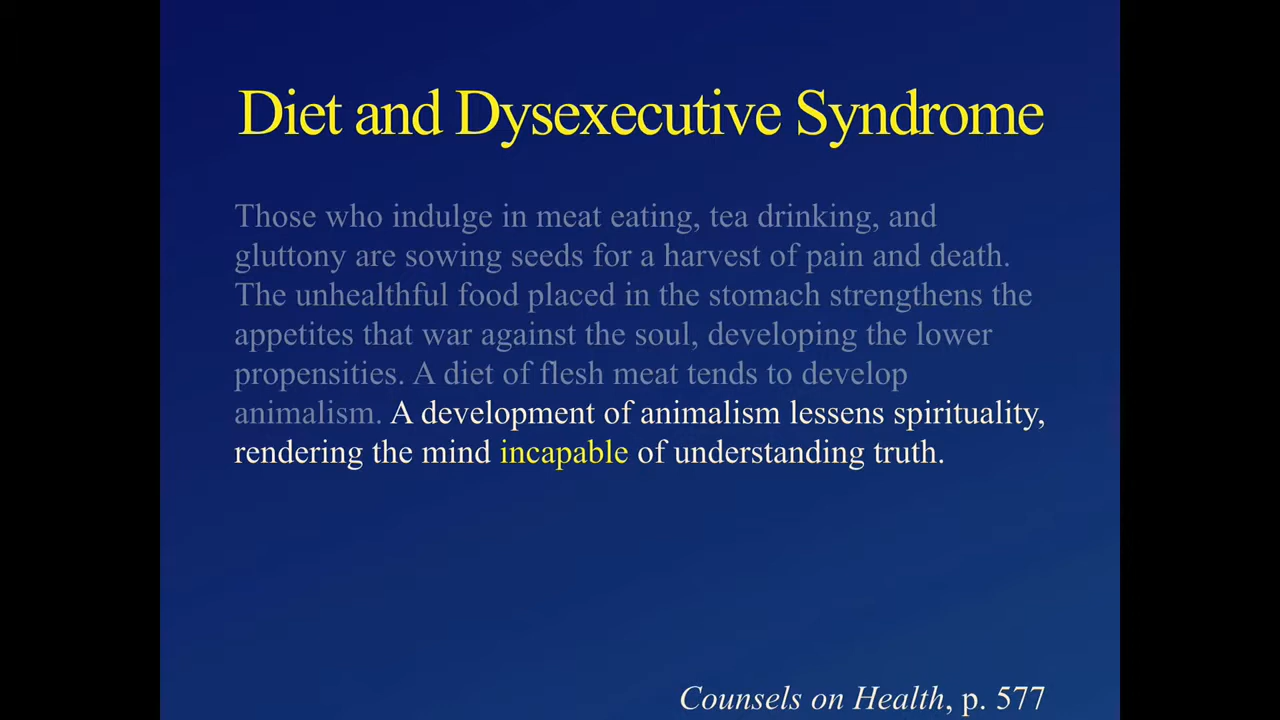 Diet and Dysexecutive Syndrome
Those who indulge in meat eating, tea drinking, and
gluttony are sowing seeds for a harvest of pain and death.
The unhealthful food placed in the stomach strengthens the
appetites that war against the soul, developing the lower
propensities. A diet of flesh meat tends to develop
animalism. A development of animalism lessens spirituality,
rendering the mind incapable of understanding truth.
Counsels on Health, p. 577